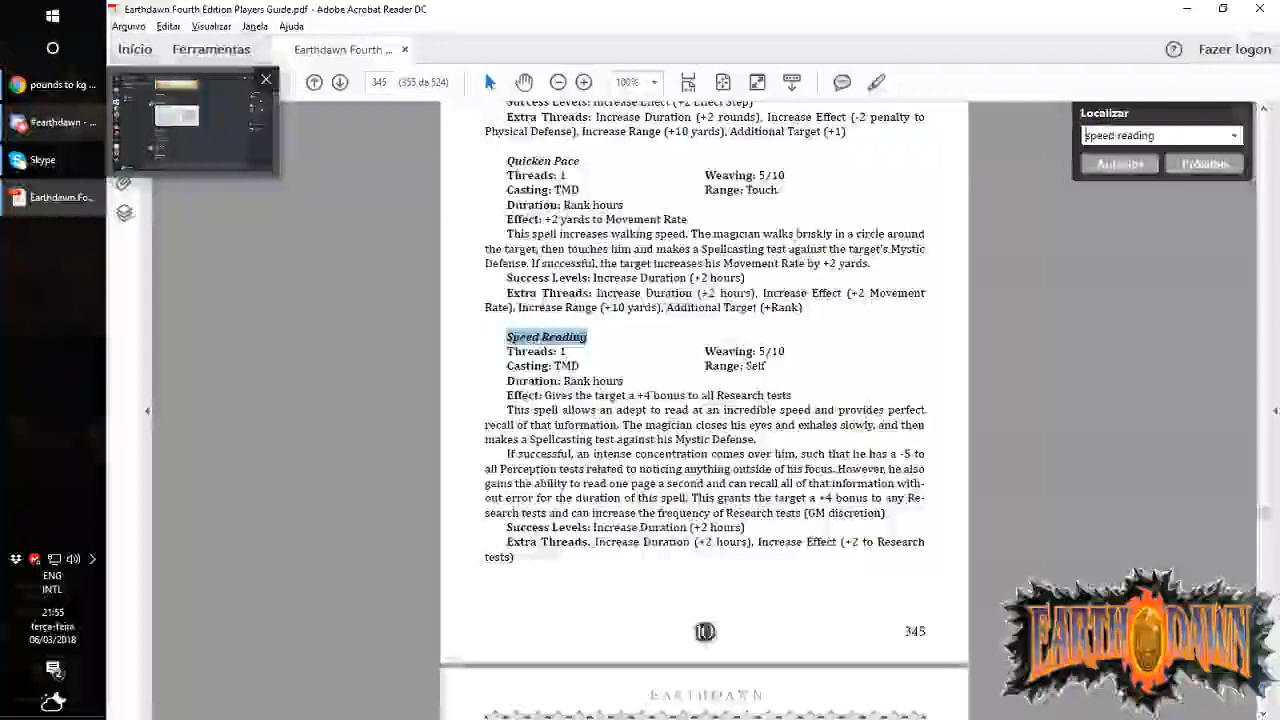 Earthdawn Fourth Edition Players Guide.pdf - Adobe Acrobat Reader DC
Arquivo Editar Visualizar Janela Ajuda
Início Ferramentas Earthdawn Fourth ... × Fazer logon
345 (355 de 524) 100%
Localizar
speed reading
Próximo
pounds to kg ...
#earthdawn - ...
Skype
Earthdawn Fo...
Success Levels: Increase Effect (+2 Effect Step)
Extra Threads: Increase Duration (+2 rounds), Increase Effect (-2 penalty to
Physical Defense), Increase Range (+10 yards), Additional Target (+1)
Quicken Pace
Threads: 1 Weaving: 5/10
Casting: TMD Range: Touch
Duration: Rank hours
Effect: +2 yards to Movement Rate
This spell increases walking speed. The magician walks briskly in a circle around
the target, then touches him and makes a Spellcasting test against the target's Mystic
Defense. If successful, the target increases his Movement Rate by +2 yards.
Success Levels: Increase Duration (+2 hours)
Extra Threads: Increase Duration (+2 hours), Increase Effect (+2 Movement
Rate), Increase Range (+10 yards), Additional Target (+Rank)
Speed Reading
Threads: 1 Weaving: 5/10
Casting: TMD Range: Self
Duration: Rank hours
Effect: Gives the target a +4 bonus to all Research tests
This spell allows an adept to read at an incredible speed and provides perfect
recall of that information. The magician closes his eyes and exhales slowly, and then
makes a Spellcasting test against his Mystic Defense.
If successful, an intense concentration comes over him, such that he has a -5 to
all Perception tests related to noticing anything outside of his focus. However, he also
gains the ability to read one page a second and can recall all of that information with-
out error for the duration of this spell. This grants the target a +4 bonus to any Re-
search tests and can increase the frequency of Research tests (GM discretion).
Success Levels: Increase Duration (+2 hours)
Extra Threads. Increase Duration (+2 hours), Increase Effect (+2 to Research
tests)
10 345
EARTHDAWN
ENG
INTL
21:55
terça-feira
06/03/2018
EARTHDAWN